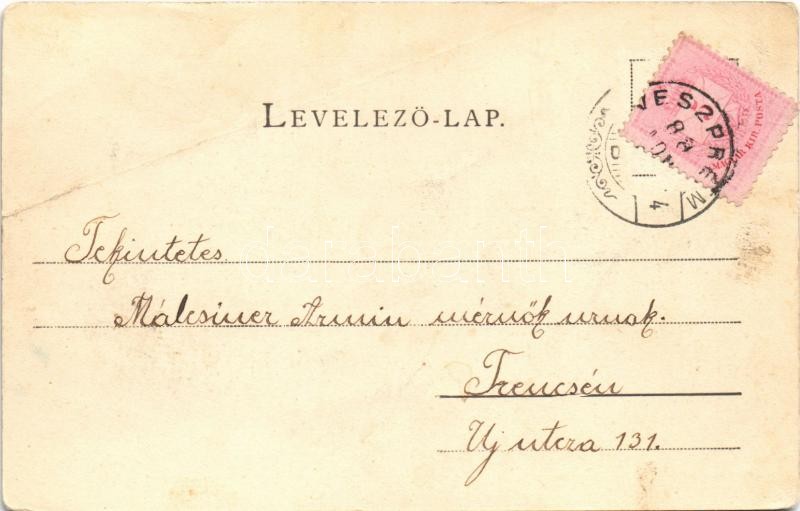 LEVELEZŐ-LAP.
VESZPRÉM
MAGYAR KIR. POSTA
Tekintetes
Málcsiner Ármin mérnök urnak.
Trencsén
Uj utcza 131.